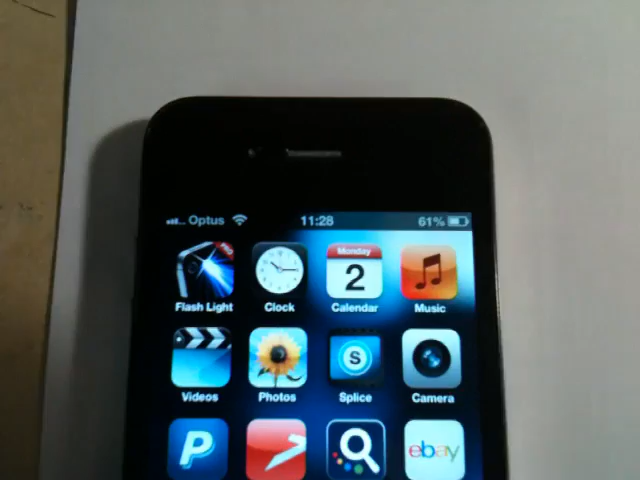 Optus 11:28 61%
PRO
Monday
2
Flash Light Clock Calendar Music
S
Videos Photos Splice Camera
P
ebay